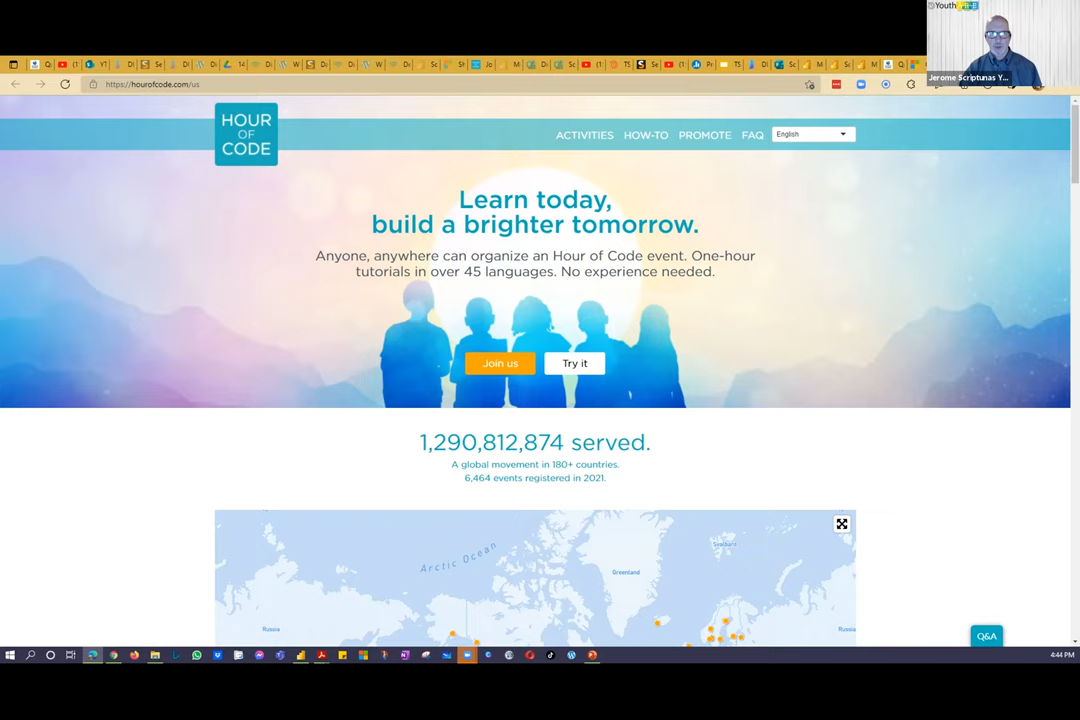 Youth
Jerome Scriptunas Y...
https://hourofcode.com/us
HOUR
OF
CODE
ACTIVITIES HOW-TO PROMOTE FAQ English
Learn today,
build a brighter tomorrow.
Anyone, anywhere can organize an Hour of Code event. One-hour
tutorials in over 45 languages. No experience needed.
Join us Try it
1,290,812,874 served.
A global movement in 180+ countries.
6,464 events registered in 2021.
Arctic Ocean
Svalbard
Greenland
Russia
Russia
Q&A
4:44 PM